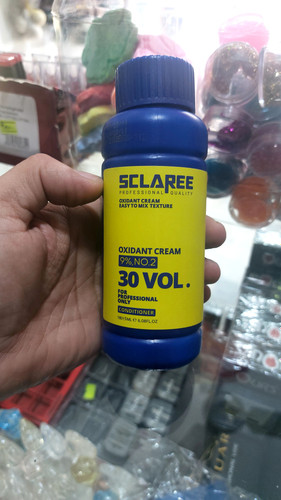 SCLAREE
PROFESSIONAL QUALITY
OXIDANT CREAM
EASY TO MIX TEXTURE
OXIDANT CREAM
9%,NO.2
30 VOL.
FOR
PROFESSIONAL
ONLY
CONDITIONER